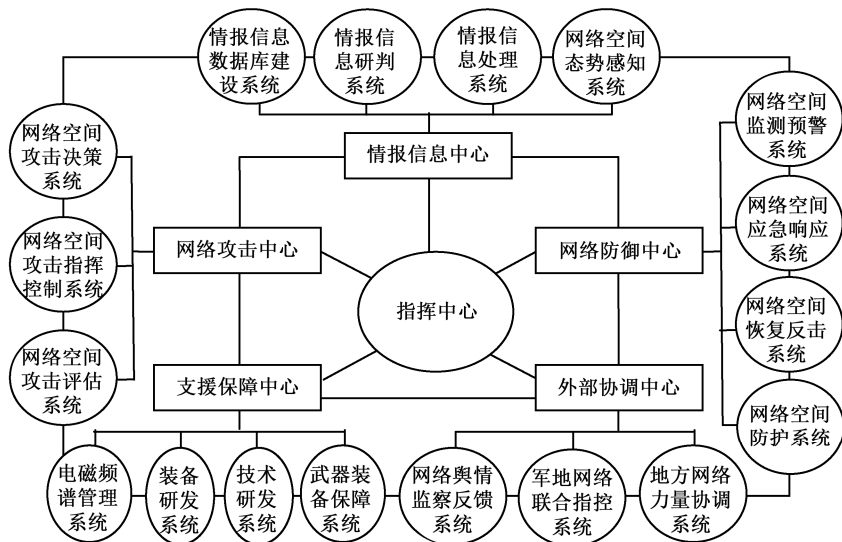 情报信息
数据库建
设系统
情报信
息研判
系统
情报信
息处理
系统
网络空间
态势感知
系统
网络空间
攻击决策
系统
网络空间
攻击指挥
控制系统
网络空间
攻击评估
系统
情报信息中心
网络攻击中心
网络防御中心
指挥中心
支援保障中心
外部协调中心
网络空间
监测预警
系统
网络空间
应急响应
系统
网络空间
恢复反击
系统
网络空间
防护系统
电磁频
谱管理
系统
装备
研发
系统
技术
研发
系统
武器装
备保障
系统
网络舆情
监察反馈
系统
军地网络
联合指控
系统
地方网络
力量协调
系统